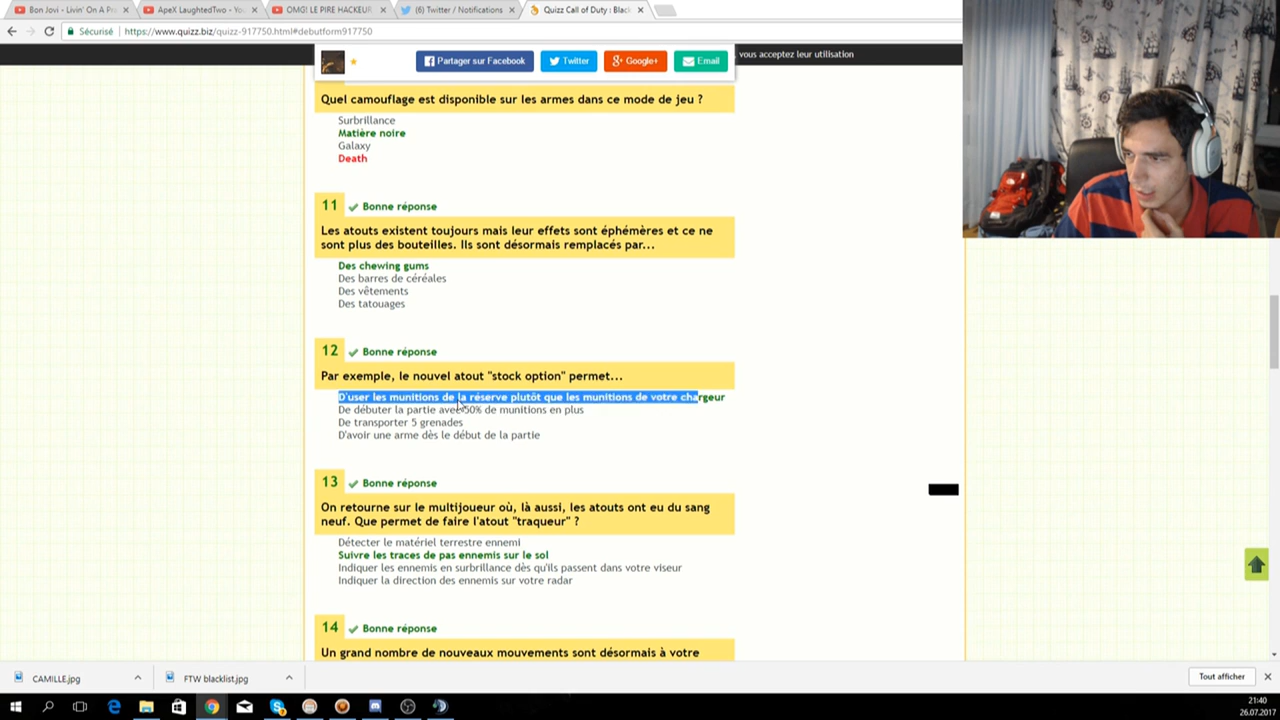 Bon Jovi - Livin' On A Pr
ApeX LaughtedTwo - Yo
OMG! LE PIRE HACKEUR
(6) Twitter / Notifications
Quizz Call of Duty : Blac
Sécurisé
https://www.quizz.biz/quizz-917750.html#debutform917750
Partager sur Facebook
Twitter
Google+
Email
vous acceptez leur utilisation
Quel camouflage est disponible sur les armes dans ce mode de jeu ?
Surbrillance
Matière noire
Galaxy
Death
11 Bonne réponse
Les atouts existent toujours mais leur effets sont éphémères et ce ne
sont plus des bouteilles. Ils sont désormais remplacés par...
Des chewing gums
Des barres de céréales
Des vêtements
Des tatouages
12 Bonne réponse
Par exemple, le nouvel atout "stock option" permet...
D'user les munitions de la réserve plutôt que les munitions de votre chargeur
De débuter la partie avec 50% de munitions en plus
De transporter 5 grenades
D'avoir une arme dès le début de la partie
13 Bonne réponse
On retourne sur le multijoueur où, là aussi, les atouts ont eu du sang
neuf. Que permet de faire l'atout "traqueur" ?
Détecter le matériel terrestre ennemi
Suivre les traces de pas ennemis sur le sol
Indiquer les ennemis en surbrillance dès qu'ils passent dans votre viseur
Indiquer la direction des ennemis sur votre radar
14 Bonne réponse
Un grand nombre de nouveaux mouvements sont désormais à votre
CAMILLE.jpg
FTW blacklist.jpg
Tout afficher
21:40
26.07.2017